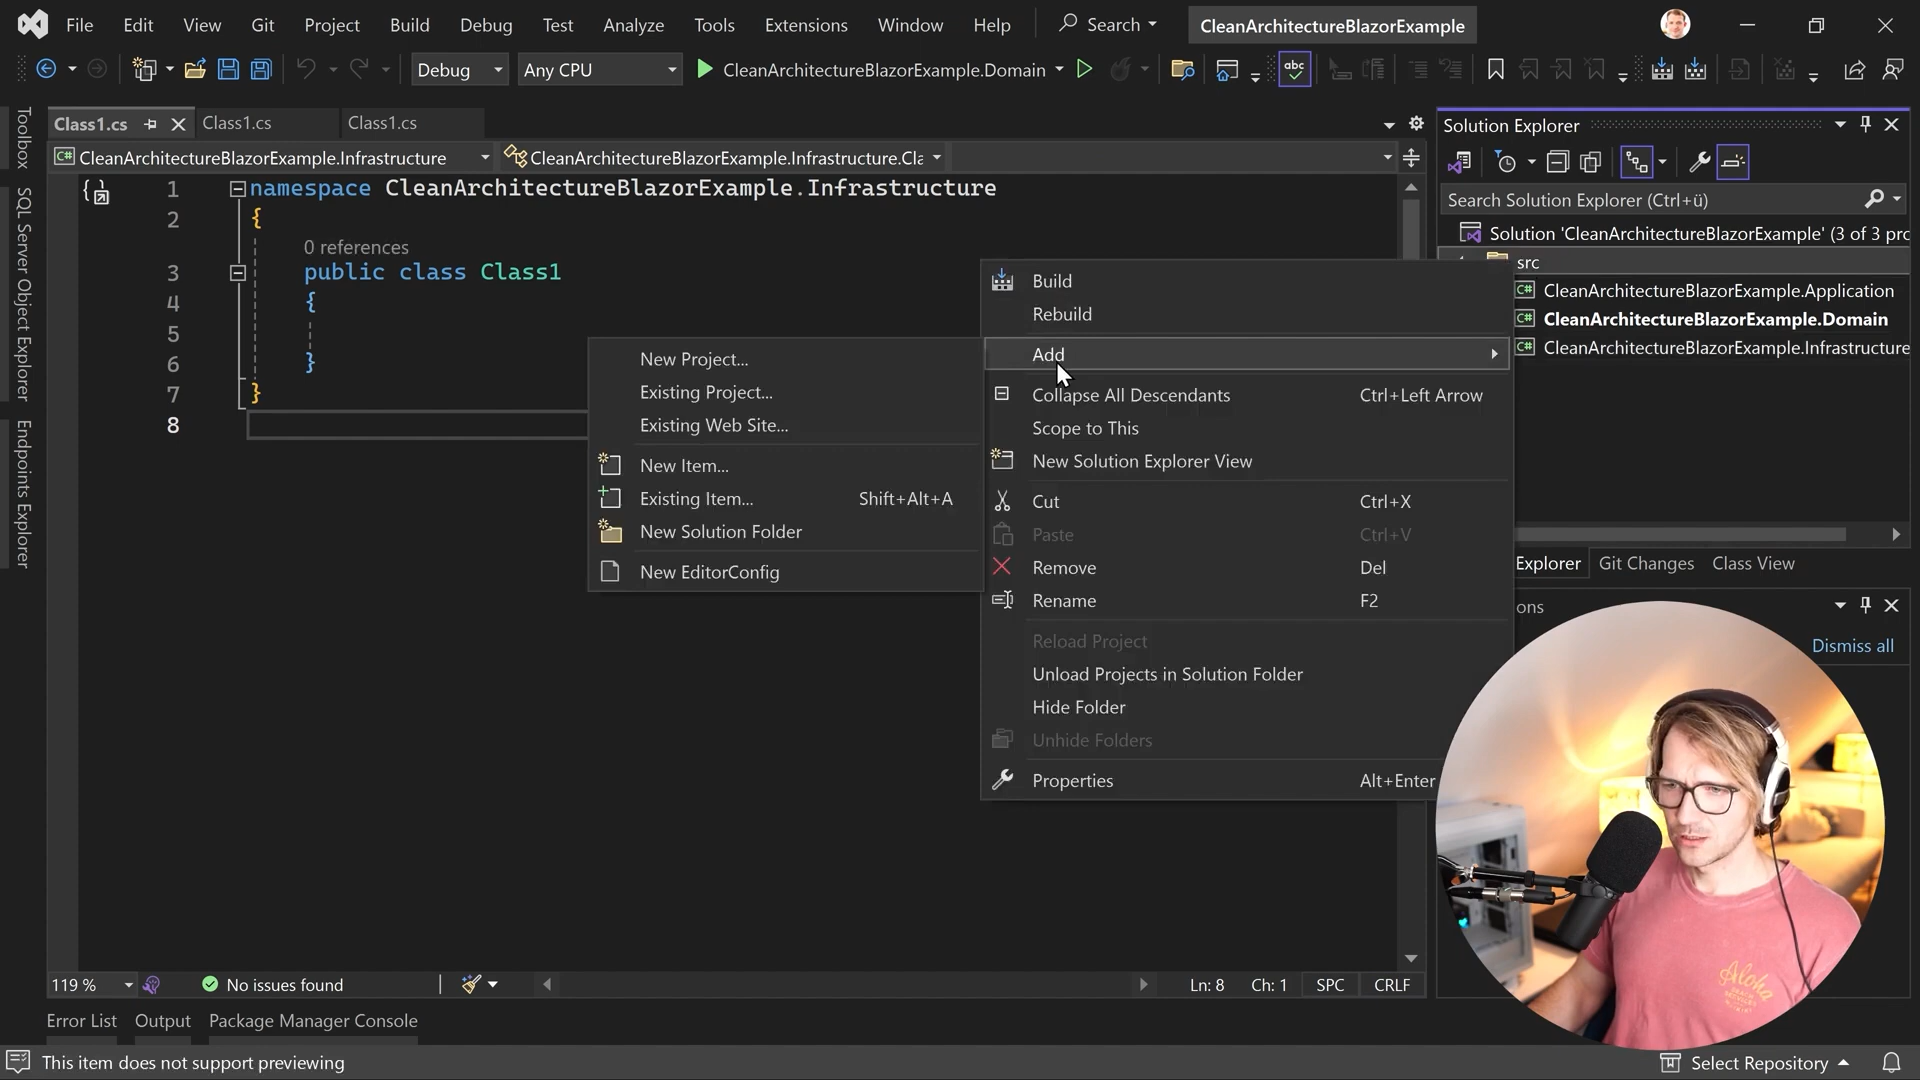 File Edit View Git Project Build Debug Test Analyze Tools Extensions Window Help Search CleanArchitectureBlazorExample
Debug Any CPU CleanArchitectureBlazorExample.Domain abc
Toolbox
SQL Server Object Explorer
Endpoints Explorer
Class1.cs Class1.cs Class1.cs
C# CleanArchitectureBlazorExample.Infrastructure CleanArchitectureBlazorExample.Infrastructure.Cla
1 namespace CleanArchitectureBlazorExample.Infrastructure
2 {
0 references
3 public class Class1
4 {
5
6 }
7 }
8
New Project...
Existing Project...
Existing Web Site...
New Item...
Existing Item... Shift+Alt+A
New Solution Folder
New EditorConfig
Build
Rebuild
Add
Collapse All Descendants Ctrl+Left Arrow
Scope to This
New Solution Explorer View
Cut Ctrl+X
Paste Ctrl+V
Remove Del
Rename F2
Reload Project
Unload Projects in Solution Folder
Hide Folder
Unhide Folders
Properties Alt+Enter
Solution Explorer
Search Solution Explorer (Ctrl+ü)
Solution 'CleanArchitectureBlazorExample' (3 of 3 pro
src
C# CleanArchitectureBlazorExample.Application
C# CleanArchitectureBlazorExample.Domain
C# CleanArchitectureBlazorExample.Infrastructure
Explorer Git Changes Class View
ons
Dismiss all
Aloha
119 % No issues found Ln: 8 Ch: 1 SPC CRLF
Error List Output Package Manager Console
This item does not support previewing Select Repository